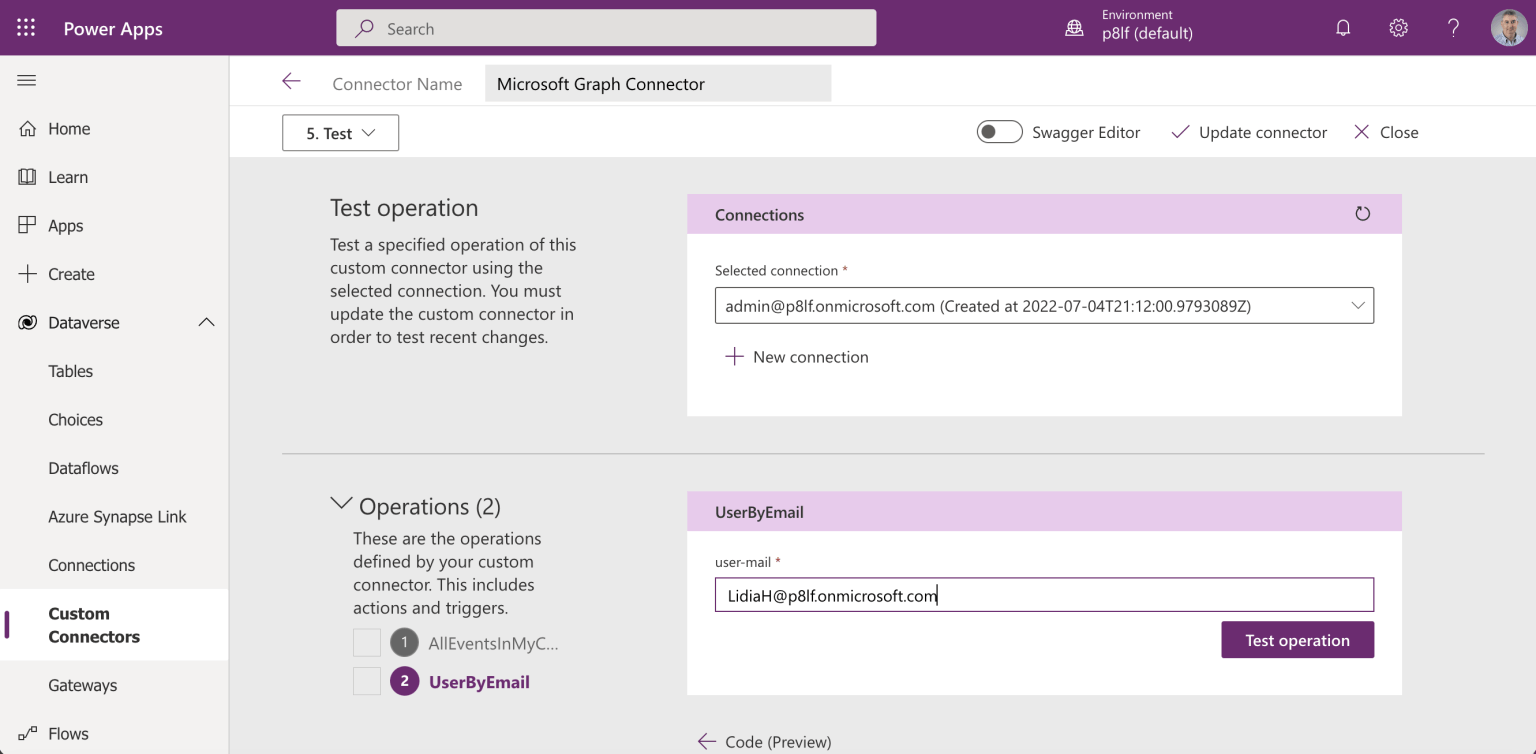 Power Apps
Search
Environment
p8lf (default)
Connector Name
Microsoft Graph Connector
5. Test
Swagger Editor
Update connector
Close
Home
Learn
Apps
Create
Dataverse
Tables
Choices
Dataflows
Azure Synapse Link
Connections
Custom
Connectors
Gateways
Flows
Test operation
Test a specified operation of this
custom connector using the
selected connection. You must
update the custom connector in
order to test recent changes.
Connections
Selected connection *
admin@p8lf.onmicrosoft.com (Created at 2022-07-04T21:12:00.9793089Z)
New connection
Operations (2)
These are the operations
defined by your custom
connector. This includes
actions and triggers.
1 AllEventsInMyC...
2 UserByEmail
UserByEmail
user-mail *
LidiaH@p8lf.onmicrosoft.com
Test operation
Code (Preview)